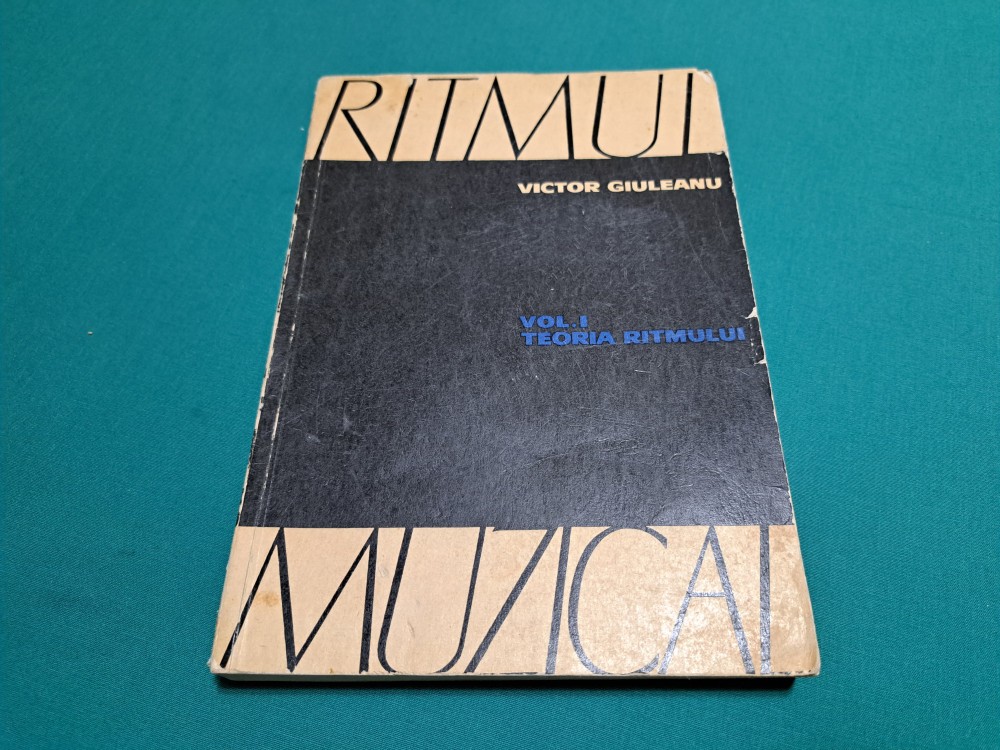 RITMUL
VICTOR GIULEANU
VOL. I
TEORIA RITMULUI
MUZICAL